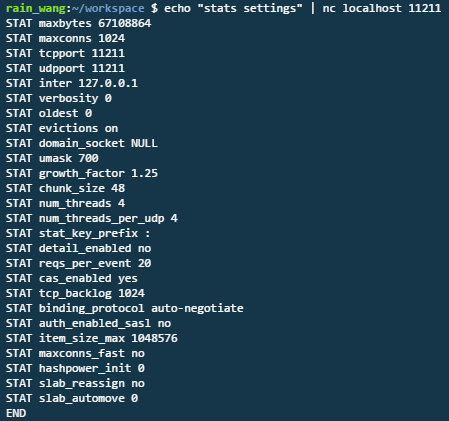 rain_wang:~/workspace $ echo "stats settings" | nc localhost 11211
STAT maxbytes 67108864
STAT maxconns 1024
STAT tcpport 11211
STAT udpport 11211
STAT inter 127.0.0.1
STAT verbosity 0
STAT oldest 0
STAT evictions on
STAT domain_socket NULL
STAT umask 700
STAT growth_factor 1.25
STAT chunk_size 48
STAT num_threads 4
STAT num_threads_per_udp 4
STAT stat_key_prefix :
STAT detail_enabled no
STAT reqs_per_event 20
STAT cas_enabled yes
STAT tcp_backlog 1024
STAT binding_protocol auto-negotiate
STAT auth_enabled_sasl no
STAT item_size_max 1048576
STAT maxconns_fast no
STAT hashpower_init 0
STAT slab_reassign no
STAT slab_automove 0
END